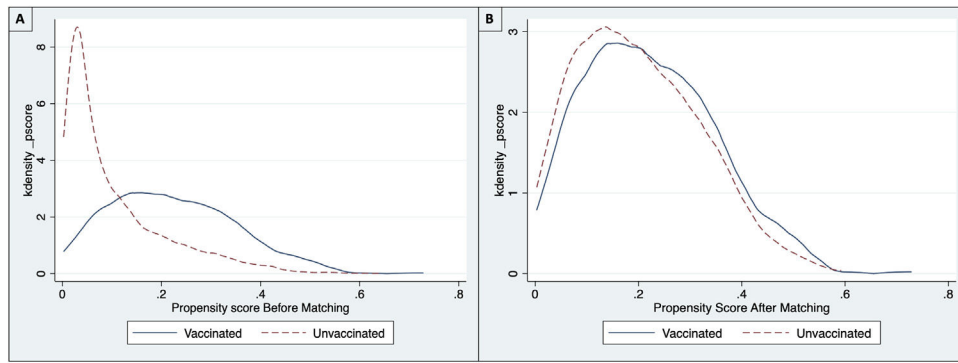 A
kdensity _pscore
8
6
4
2
0
0 .2 .4 .6 .8
Propensity score Before Matching
Vaccinated Unvaccinated
B
kdensity _pscore
3
2
1
0
0 .2 .4 .6 .8
Propensity Score After Matching
Vaccinated Unvaccinated